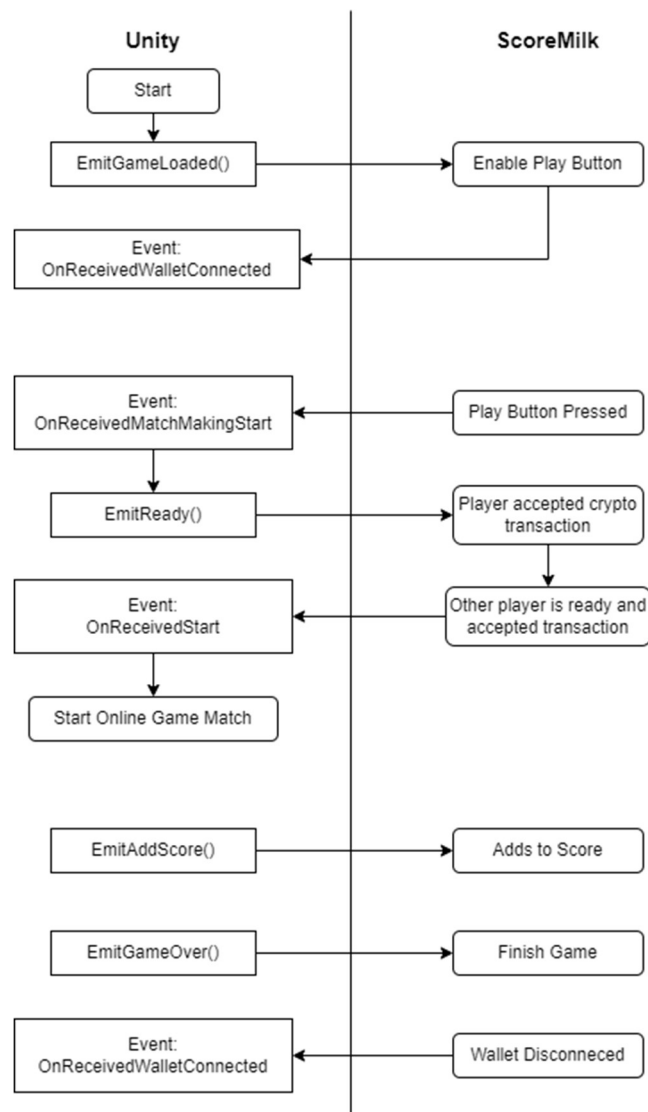 Unity
ScoreMilk
Start
EmitGameLoaded()
Enable Play Button
Event:
OnReceivedWalletConnected
Event:
OnReceivedMatchMakingStart
Play Button Pressed
EmitReady()
Player accepted crypto
transaction
Event:
OnReceivedStart
Other player is ready and
accepted transaction
Start Online Game Match
EmitAddScore()
Adds to Score
EmitGameOver()
Finish Game
Event:
OnReceivedWalletConnected
Wallet Disconneced